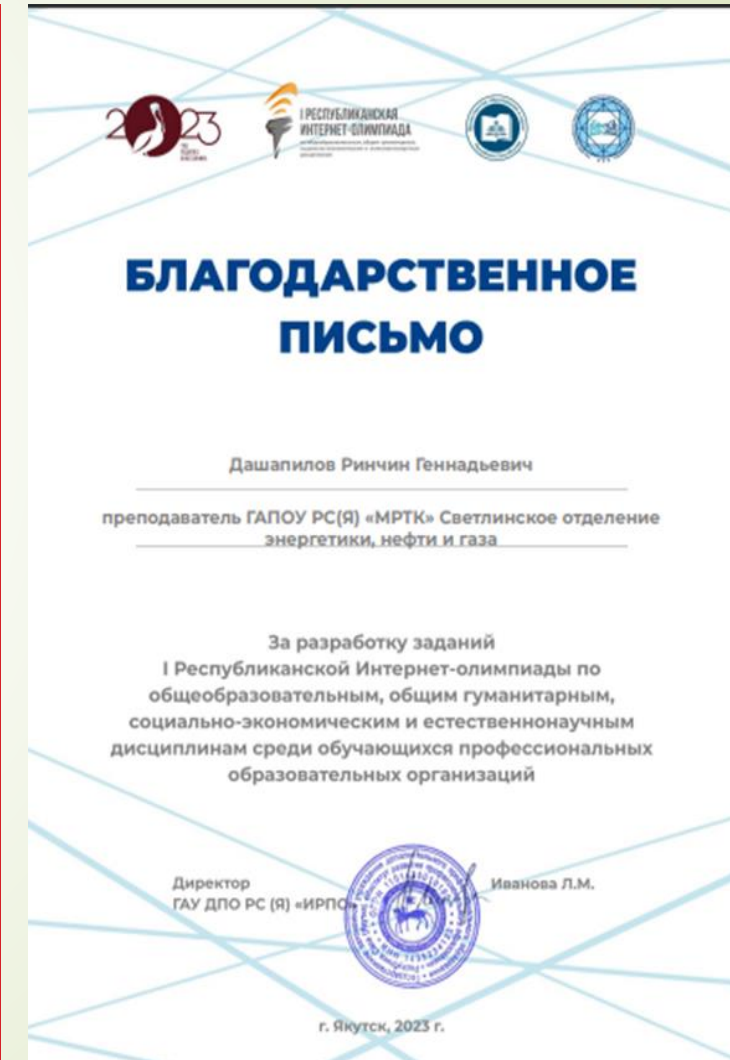 2023
I РЕСПУБЛИКАНСКАЯ
ИНТЕРНЕТ-ОЛИМПИАДА
БЛАГОДАРСТВЕННОЕ
ПИСЬМО
Дашапилов Ринчин Геннадьевич
преподаватель ГАПОУ РС(Я) «МРТК» Светлинское отделение
энергетики, нефти и газа
За разработку заданий
I Республиканской Интернет-олимпиады по
общеобразовательным, общим гуманитарным,
социально-экономическим и естественнонаучным
дисциплинам среди обучающихся профессиональных
образовательных организаций
Директор
ГАУ ДПО РС (Я) «ИРПО»
Иванова Л.М.
г. Якутск, 2023 г.